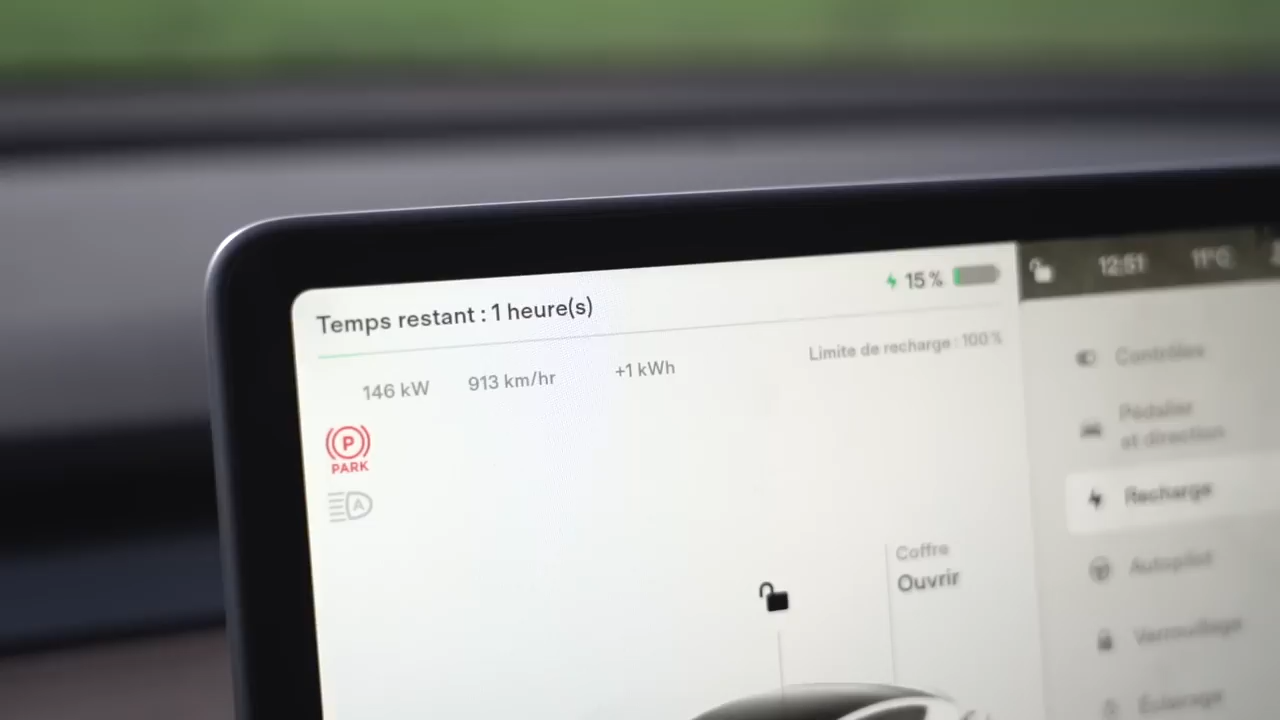 Temps restant : 1 heure(s)
15 %
12:51
11°C
146 kW
913 km/hr
+1 kWh
Limite de recharge : 100 %
P
PARK
A
Coffre
Ouvrir
Contrôles
Pédalier
et direction
Recharge
Autopilot
Verrouillage
Éclairage